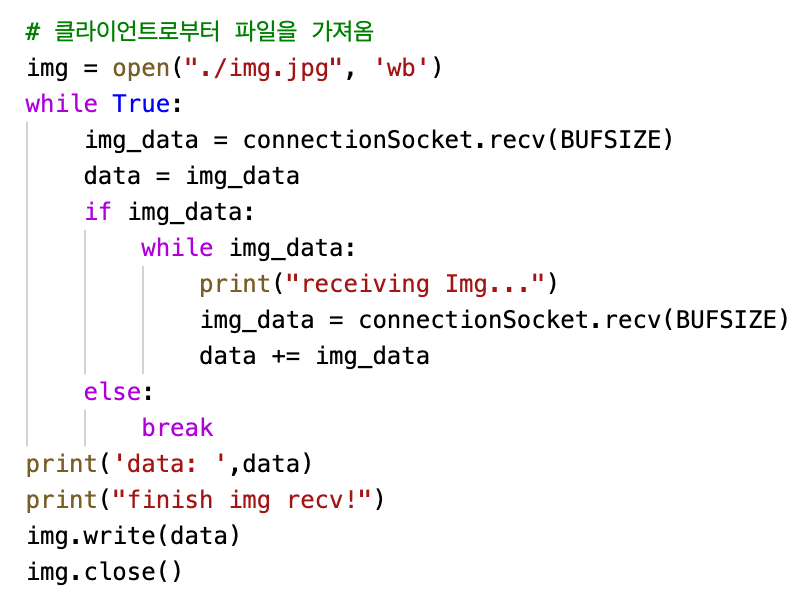 # 클라이언트로부터 파일을 가져옴
img = open("./img.jpg", 'wb')
while True:
    img_data = connectionSocket.recv(BUFSIZE)
    data = img_data
    if img_data:
        while img_data:
            print("receiving Img...")
            img_data = connectionSocket.recv(BUFSIZE)
            data += img_data
    else:
        break
print('data: ',data)
print("finish img recv!")
img.write(data)
img.close()